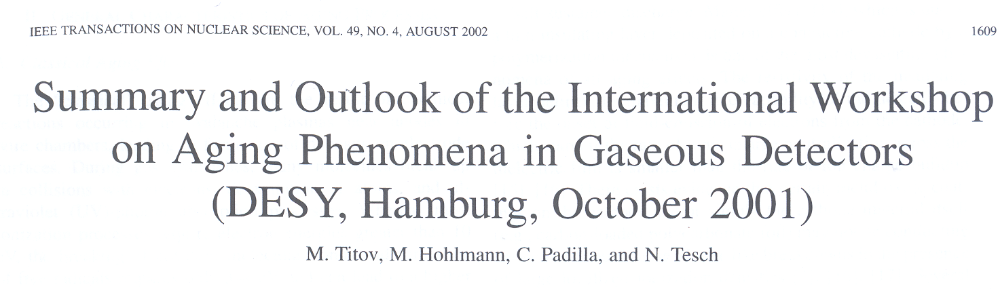 IEEE TRANSACTIONS ON NUCLEAR SCIENCE, VOL. 49, NO. 4, AUGUST 2002 1609
Summary and Outlook of the International Workshop
on Aging Phenomena in Gaseous Detectors
(DESY, Hamburg, October 2001)
M. Titov, M. Hohlmann, C. Padilla, and N. Tesch